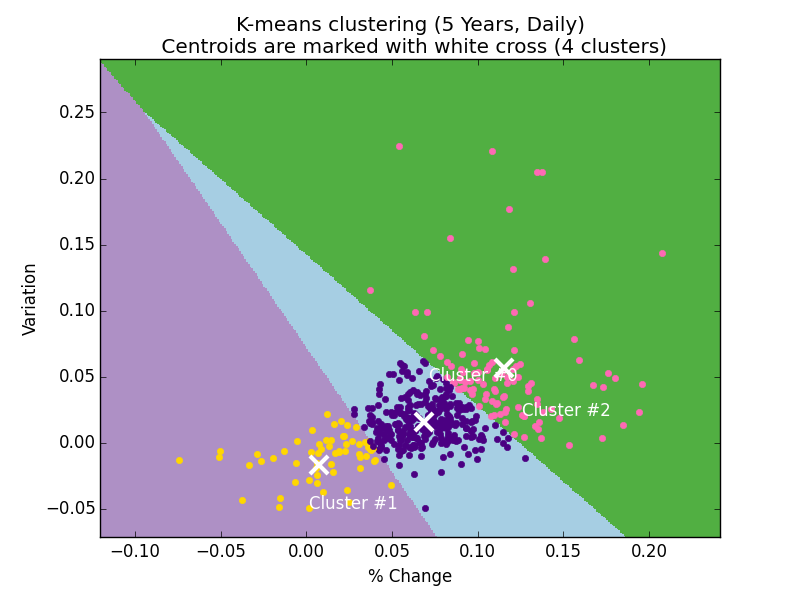 K-means clustering (5 Years, Daily)
Centroids are marked with white cross (4 clusters)
Variation
0.25
0.20
0.15
0.10
0.05
0.00
−0.05
Cluster #0
Cluster #2
Cluster #1
−0.10 −0.05 0.00 0.05 0.10 0.15 0.20
% Change